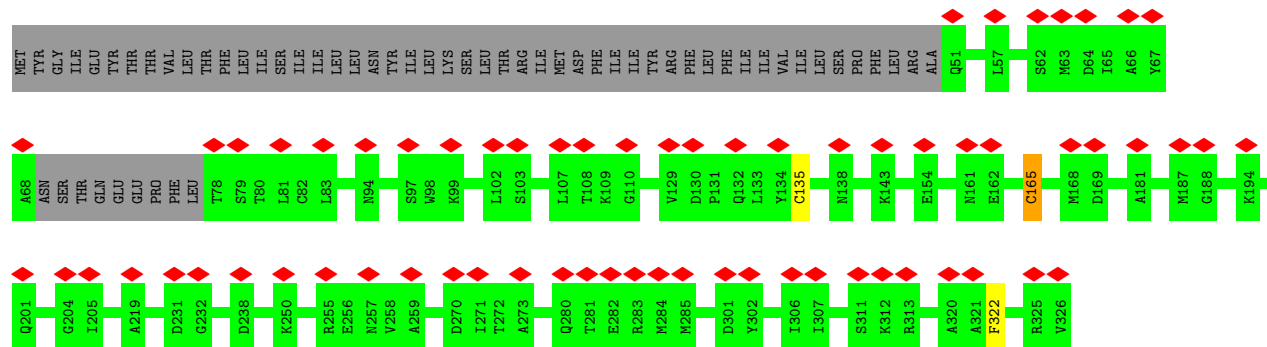 MET TYR GLY ILE GLU TYR THR THR VAL LEU THR PHE LEU ILE SER ILE ILE LEU LEU ASN TYR ILE LEU LYS SER LEU THR ARG ILE MET ASP PHE ILE ILE TYR ARG PHE LEU PHE ILE ILE VAL ILE LEU SER PRO PHE LEU ARG ALA Q51 L57 S62 M63 D64 I65 A66 Y67
A68 ASN SER THR GLN GLU GLU PRO PHE LEU T78 S79 T80 L81 C82 L83 N94 S97 W98 K99 L102 S103 L107 T108 K109 G110 V129 D130 P131 Q132 L133 Y134 C135 N138 K143 E154 N161 E162 C165 M168 D169 A181 M187 G188 K194
Q201 G204 I205 A219 D231 G232 D238 K250 R255 E256 N257 V258 A259 D270 I271 T272 A273 Q280 T281 E282 R283 M284 M285 D301 Y302 I306 I307 S311 K312 R313 A320 A321 F322 R325 V326